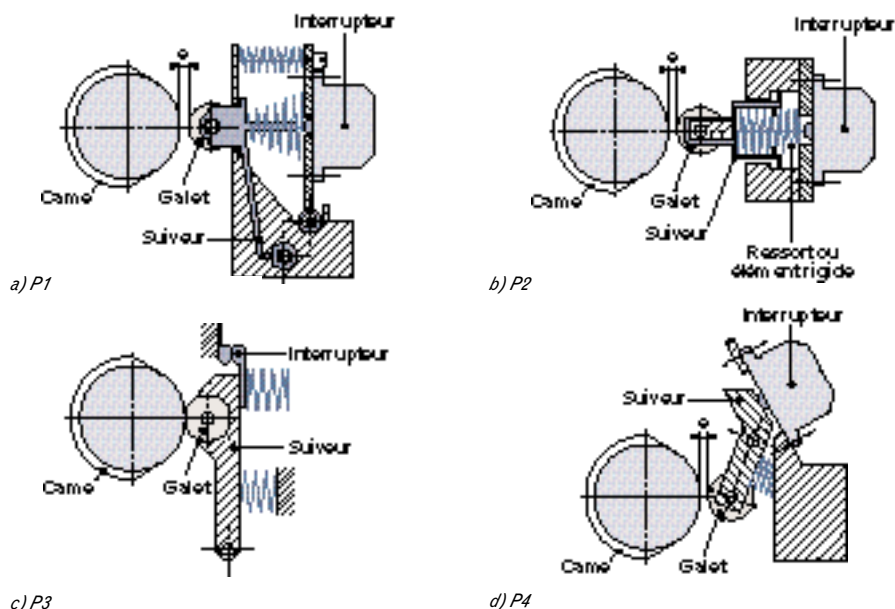 Interrupteur
e
Came
Galet
Suiveur
a) P1
Interrupteur
e
Came
Galet
Suiveur
Ressort ou
élément rigide
b) P2
Interrupteur
Suiveur
Came
Galet
c) P3
Interrupteur
Suiveur
e
Came
Galet
d) P4